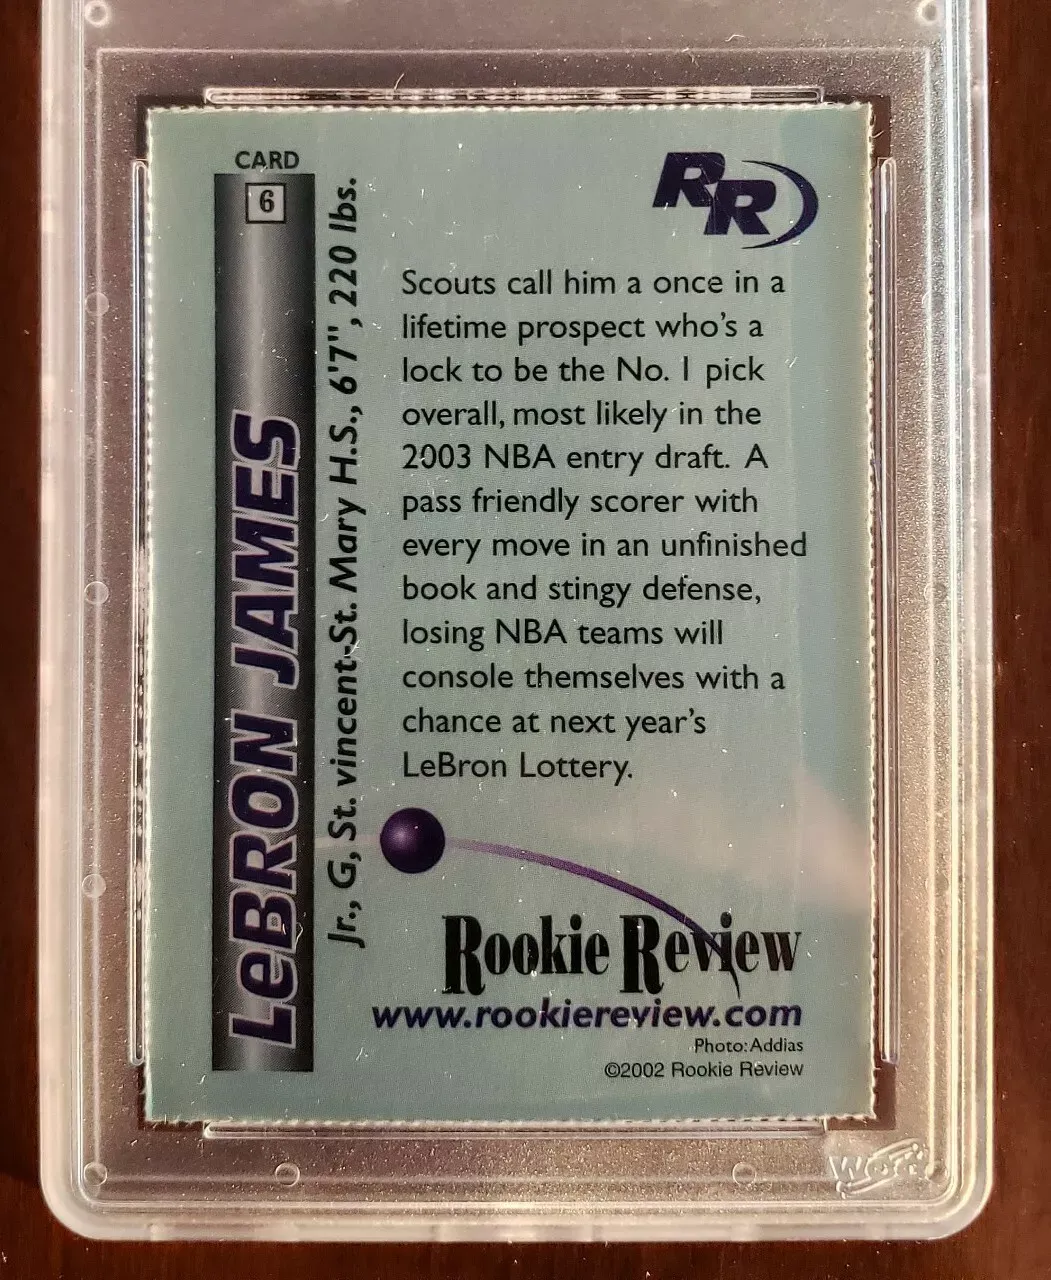 CARD
6
LeBRON JAMES
Jr., G, St. vincent-St. Mary H.S., 6'7", 220 lbs.
RR
Scouts call him a once in a
lifetime prospect who's a
lock to be the No. 1 pick
overall, most likely in the
2003 NBA entry draft. A
pass friendly scorer with
every move in an unfinished
book and stingy defense,
losing NBA teams will
console themselves with a
chance at next year's
LeBron Lottery.
Rookie Review
www.rookiereview.com
Photo: Addias
©2002 Rookie Review